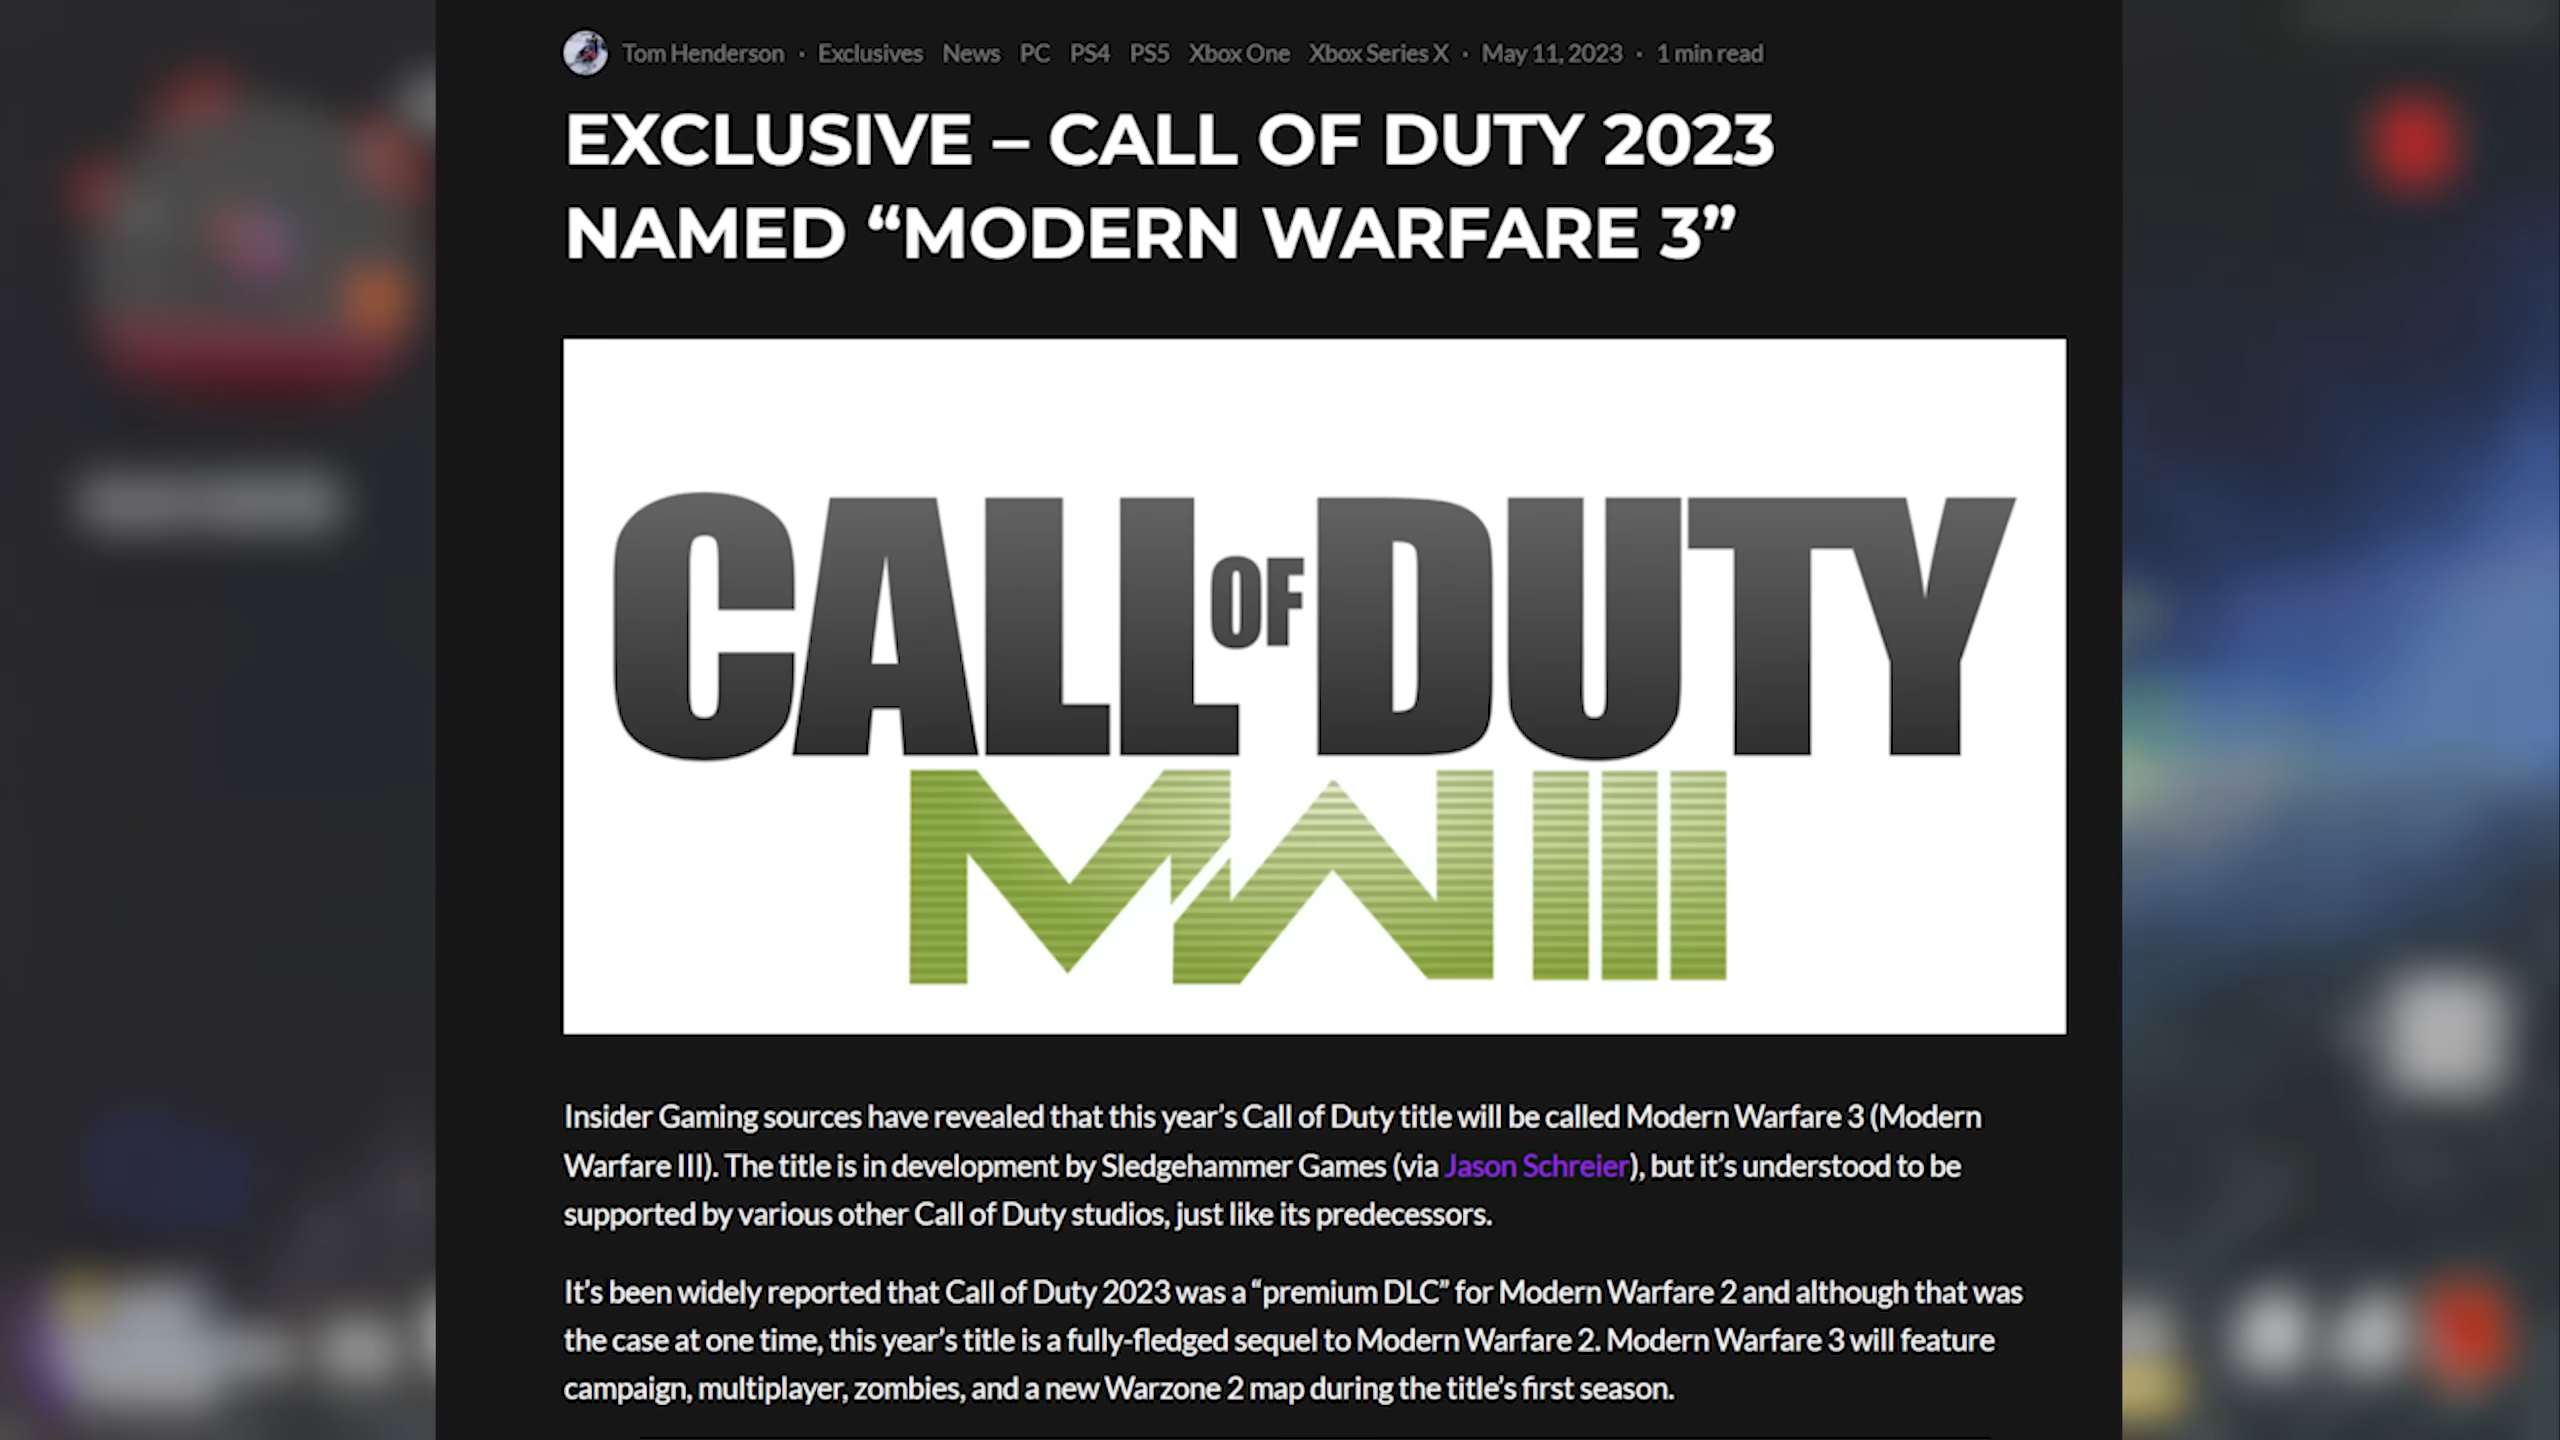 Tom Henderson · Exclusives News PC PS4 PS5 Xbox One Xbox Series X · May 11, 2023 · 1 min read
EXCLUSIVE – CALL OF DUTY 2023
NAMED “MODERN WARFARE 3”
CALL OF DUTY
MW III
Insider Gaming sources have revealed that this year’s Call of Duty title will be called Modern Warfare 3 (Modern
Warfare III). The title is in development by Sledgehammer Games (via Jason Schreier), but it’s understood to be
supported by various other Call of Duty studios, just like its predecessors.
It’s been widely reported that Call of Duty 2023 was a “premium DLC” for Modern Warfare 2 and although that was
the case at one time, this year’s title is a fully-fledged sequel to Modern Warfare 2. Modern Warfare 3 will feature
campaign, multiplayer, zombies, and a new Warzone 2 map during the title’s first season.